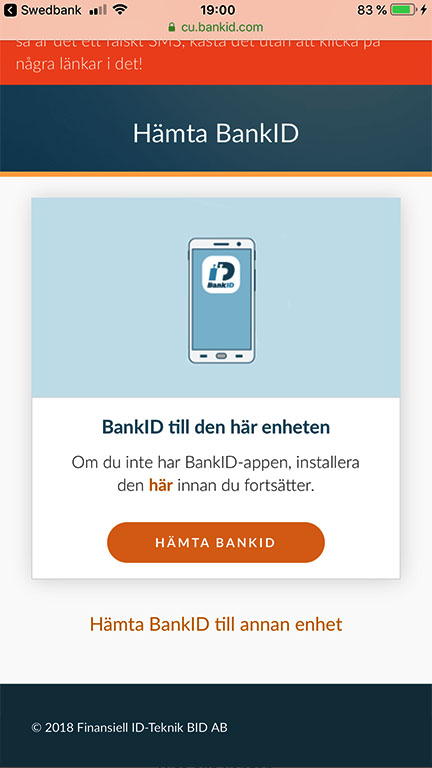 Swedbank 19:00 83 %
cu.bankid.com
så är det ett falskt SMS, kasta det utan att klicka på
några länkar i det!
Hämta BankID
BankID
BankID till den här enheten
Om du inte har BankID-appen, installera
den här innan du fortsätter.
HÄMTA BANKID
Hämta BankID till annan enhet
© 2018 Finansiell ID-Teknik BID AB